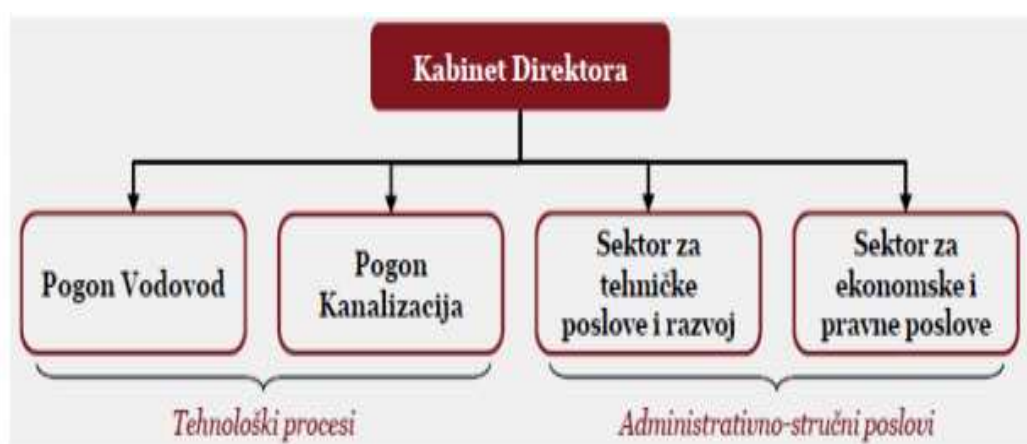 Kabinet Direktora
Pogon Vodovod
Pogon
Kanalizacija
Sektor za
tehničke
poslove i razvoj
Sektor za
ekonomske i
pravne poslove
Tehnološki procesi
Administrativno-stručni poslovi